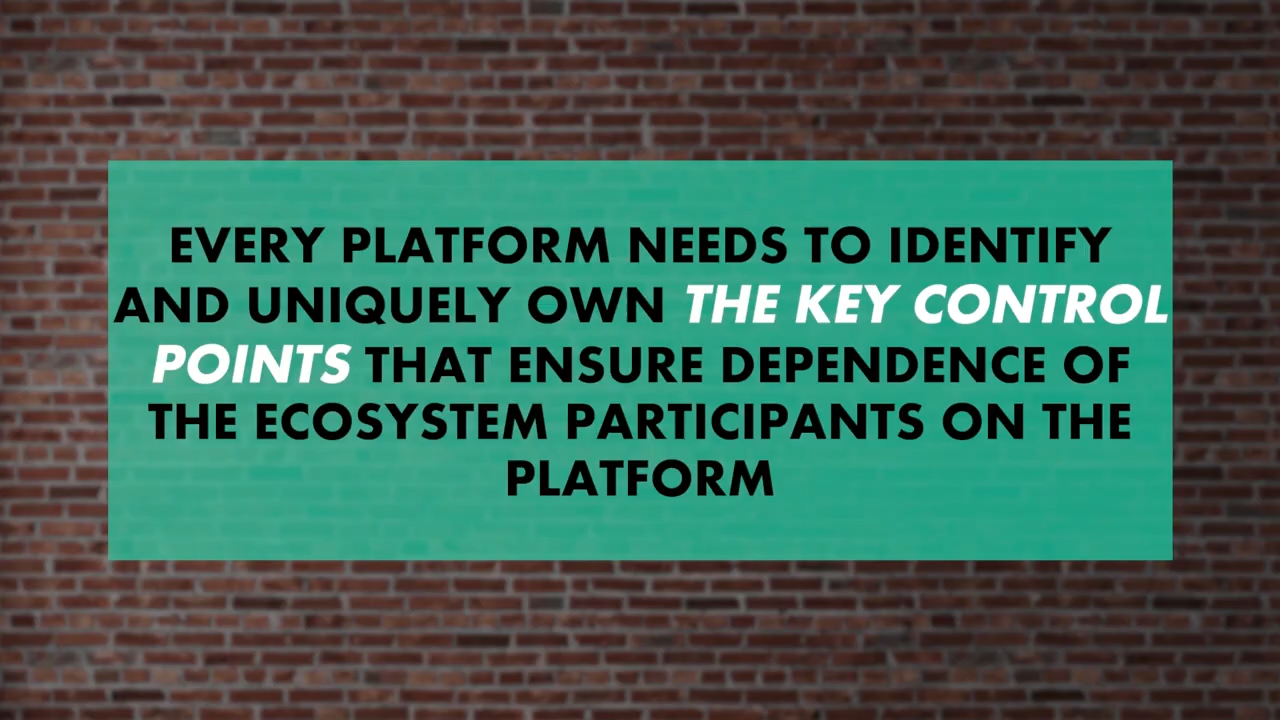 EVERY PLATFORM NEEDS TO IDENTIFY
AND UNIQUELY OWN THE KEY CONTROL
POINTS THAT ENSURE DEPENDENCE OF
THE ECOSYSTEM PARTICIPANTS ON THE
PLATFORM